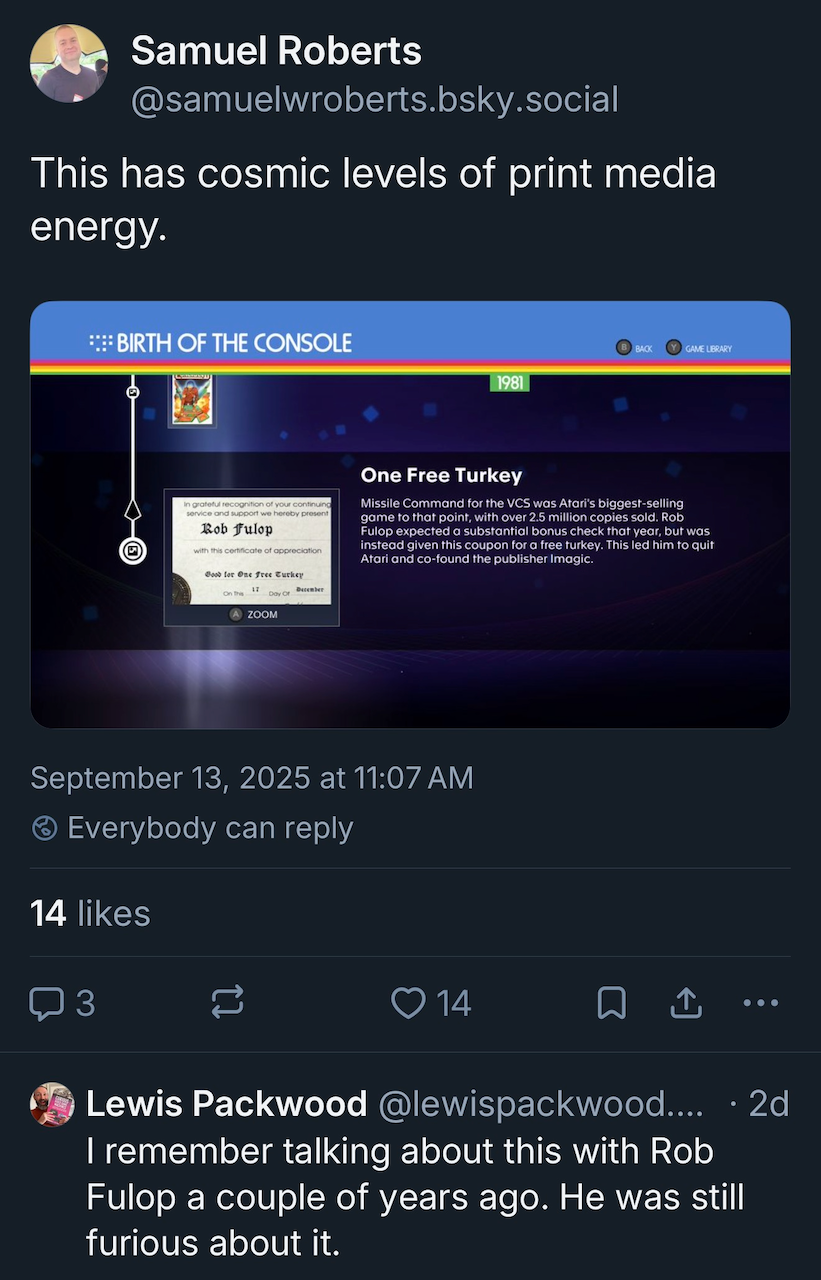 Samuel Roberts
@samuelwroberts.bsky.social
This has cosmic levels of print media
energy.
BIRTH OF THE CONSOLE
B BACK Y GAME LIBRARY
1981
One Free Turkey
Missile Command for the VCS was Atari's biggest-selling
game to that point, with over 2.5 million copies sold. Rob
Fulop expected a substantial bonus check that year, but was
instead given this coupon for a free turkey. This led him to quit
Atari and co-found the publisher Imagic.
In grateful recognition of your continuing
service and support we hereby present
Rob Fulop
with this certificate of appreciation
Good for One Free Turkey
On This 17 Day Of December
A ZOOM
September 13, 2025 at 11:07 AM
Everybody can reply
14 likes
3 14
Lewis Packwood @lewispackwood.... · 2d
I remember talking about this with Rob
Fulop a couple of years ago. He was still
furious about it.